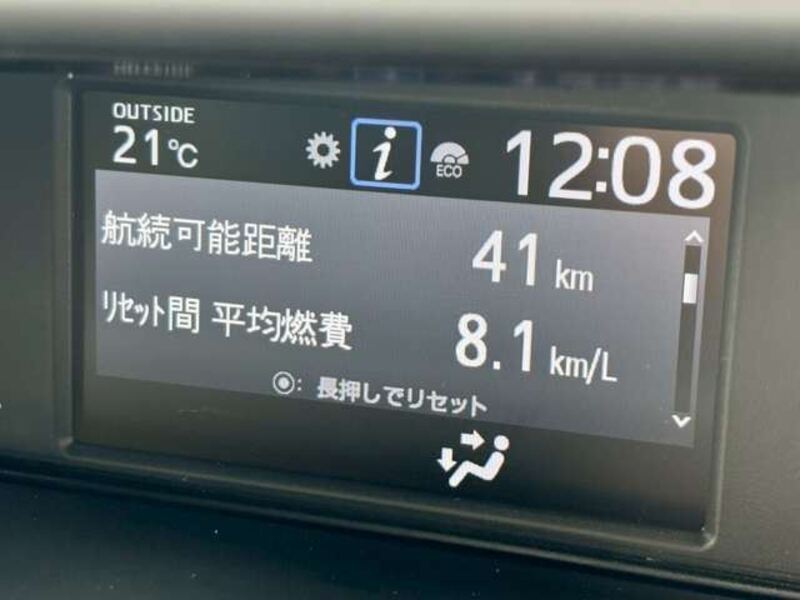 OUTSIDE
21℃
i
ECO
12:08
航続可能距離 41 km
リセット間 平均燃費 8.1 km/L
◉: 長押しでリセット